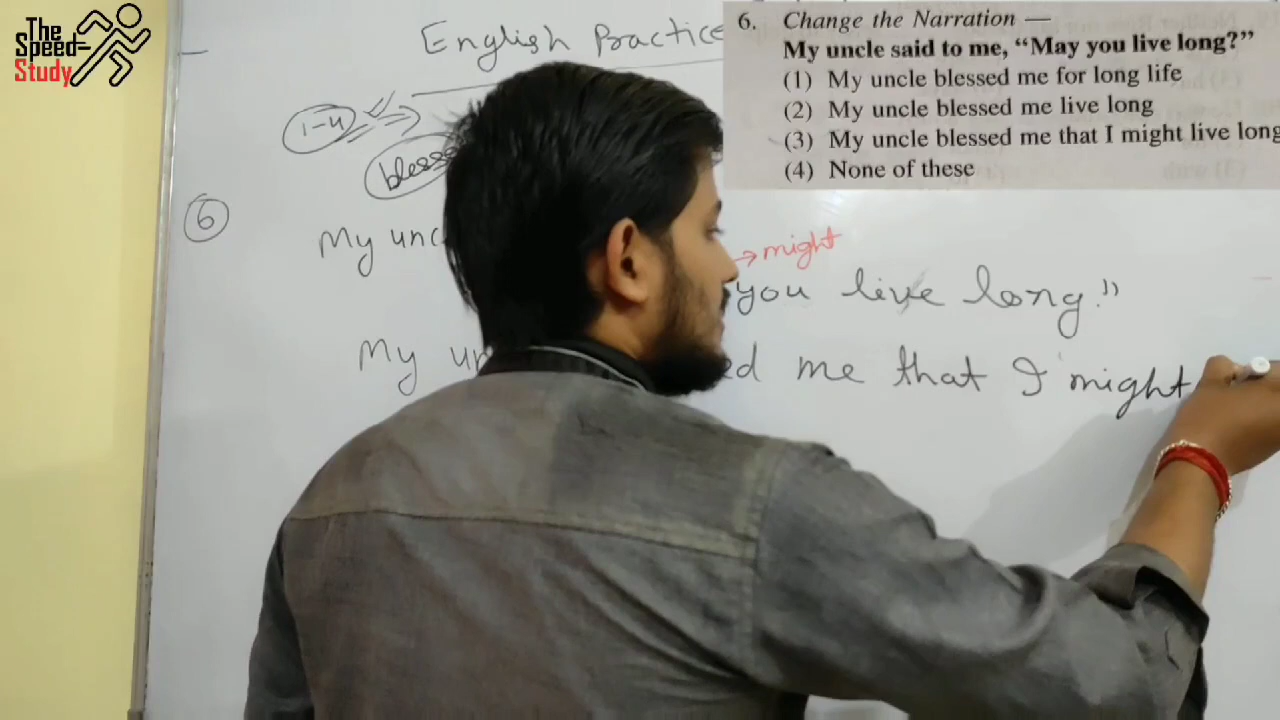 The
Speed
Study
English Practice
6. Change the Narration —
My uncle said to me, “May you live long?”
(1) My uncle blessed me for long life
(2) My uncle blessed me live long
(3) My uncle blessed me that I might live long
(4) None of these
1-4
6
My
→ might
you live long."
My me that I might